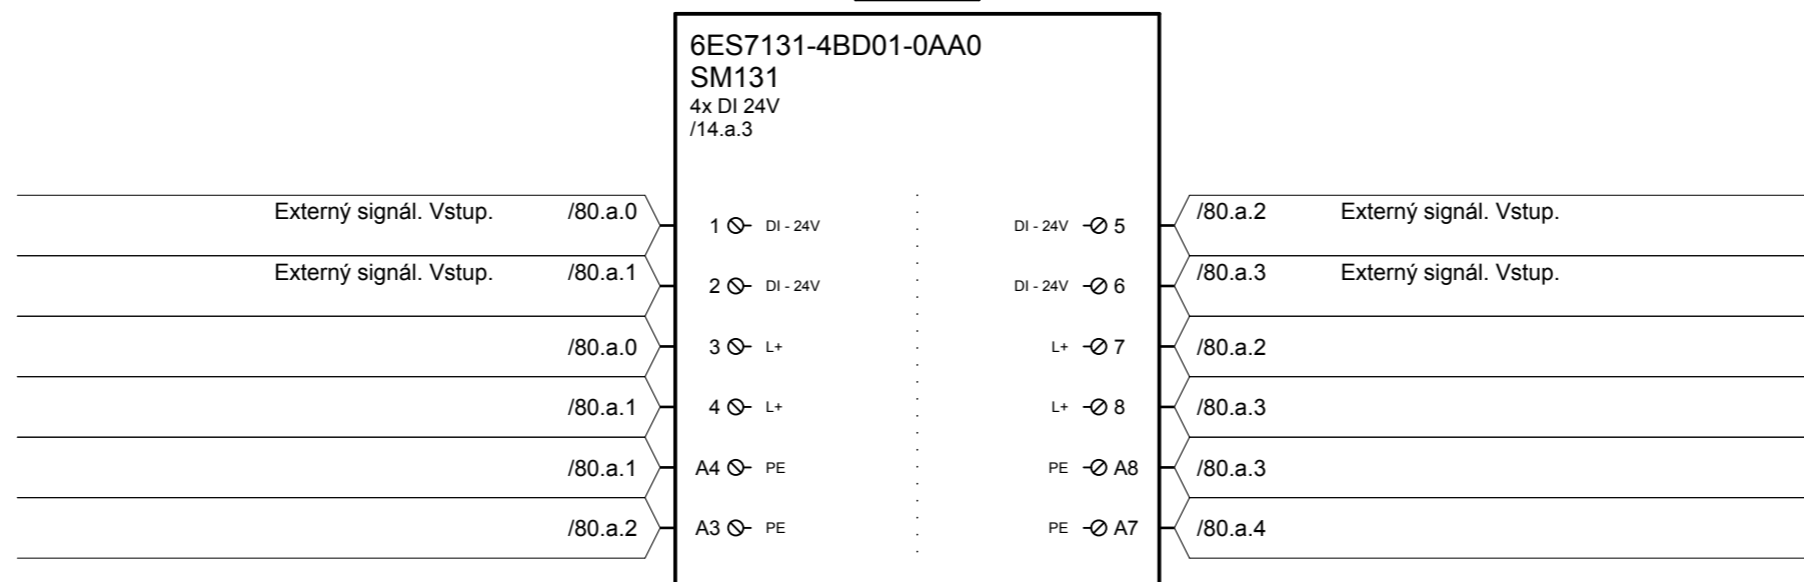 6ES7131-4BD01-0AA0
SM131
4x DI 24V
/14.a.3
Externý signál. Vstup. /80.a.0 1 DI - 24V DI - 24V 5 /80.a.2 Externý signál. Vstup.
Externý signál. Vstup. /80.a.1 2 DI - 24V DI - 24V 6 /80.a.3 Externý signál. Vstup.
/80.a.0 3 L+ L+ 7 /80.a.2
/80.a.1 4 L+ L+ 8 /80.a.3
/80.a.1 A4 PE PE A8 /80.a.3
/80.a.2 A3 PE PE A7 /80.a.4